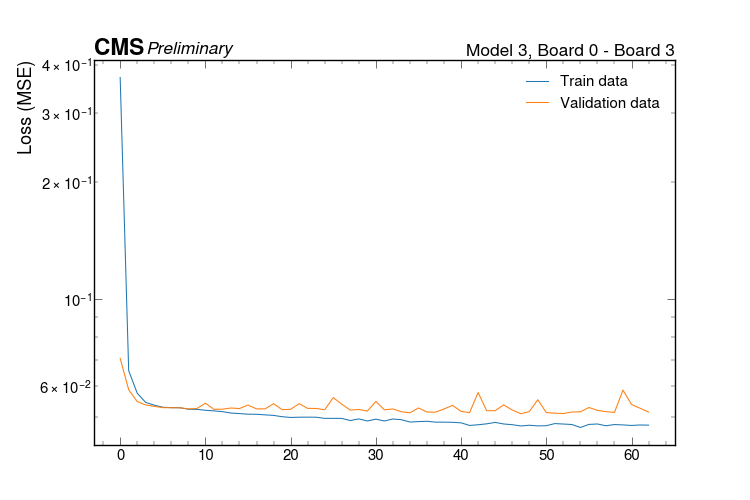 CMS Preliminary
Model 3, Board 0 - Board 3
Loss (MSE)
4 × 10⁻¹
3 × 10⁻¹
2 × 10⁻¹
10⁻¹
6 × 10⁻²
Train data
Validation data
0 10 20 30 40 50 60